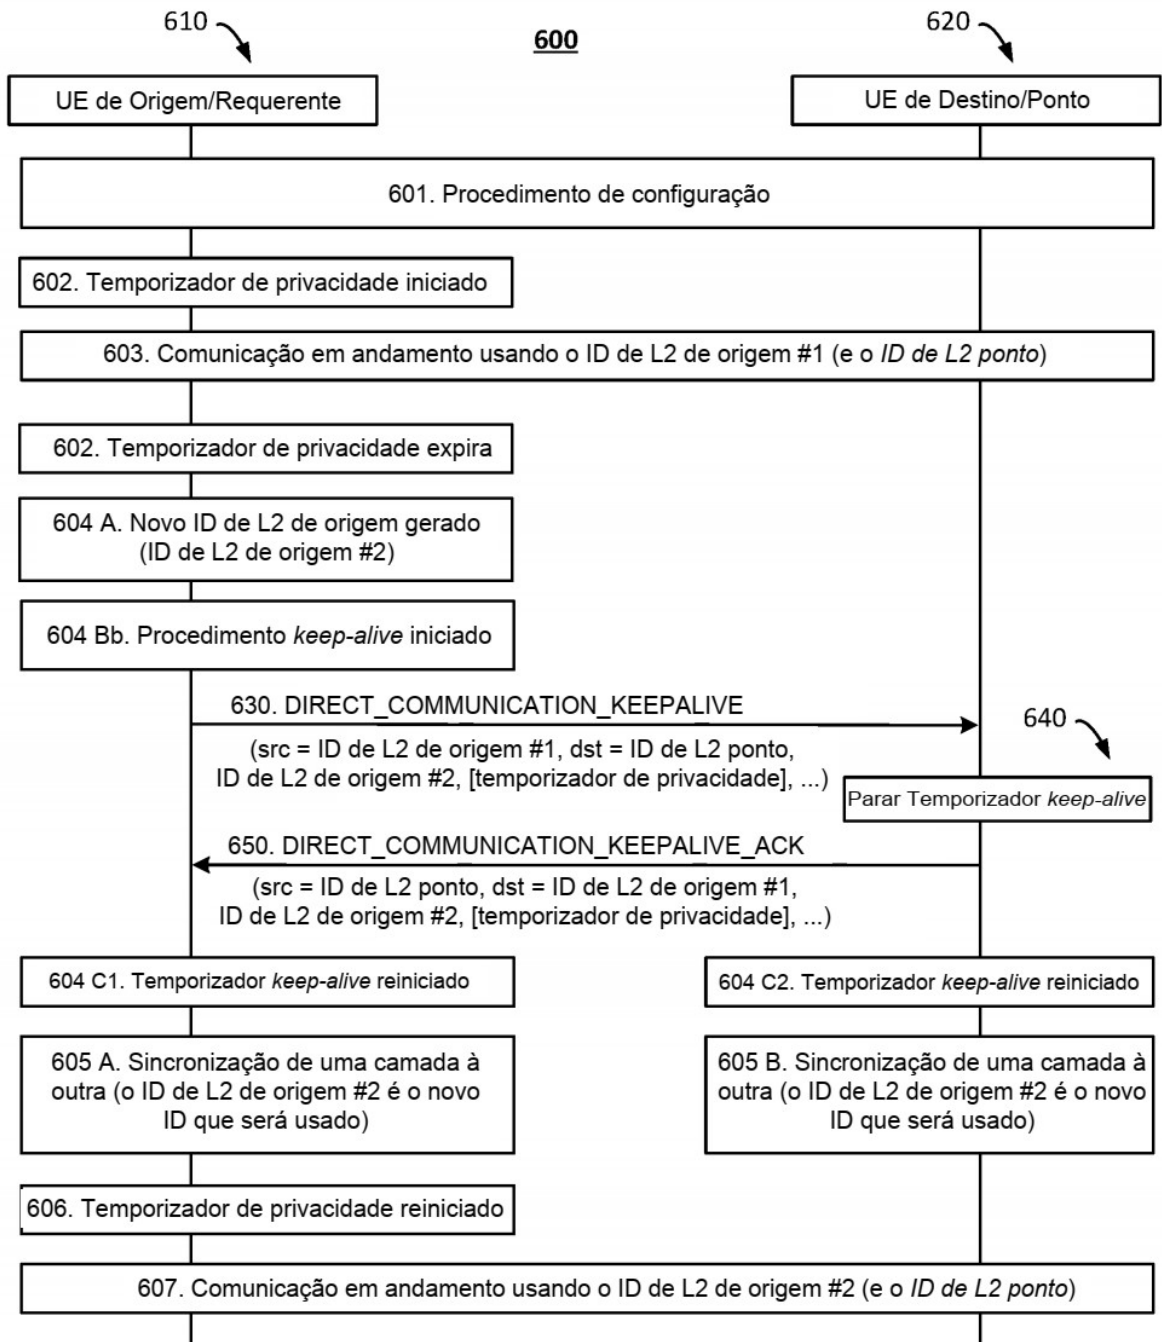 610
600
620
UE de Origem/Requerente
UE de Destino/Ponto
601. Procedimento de configuração
602. Temporizador de privacidade iniciado
603. Comunicação em andamento usando o ID de L2 de origem #1 (e o ID de L2 ponto)
602. Temporizador de privacidade expira
604 A. Novo ID de L2 de origem gerado
(ID de L2 de origem #2)
604 Bb. Procedimento keep-alive iniciado
630. DIRECT_COMMUNICATION_KEEPALIVE
(src = ID de L2 de origem #1, dst = ID de L2 ponto,
ID de L2 de origem #2, [temporizador de privacidade], ...)
640
Parar Temporizador keep-alive
650. DIRECT_COMMUNICATION_KEEPALIVE_ACK
(src = ID de L2 ponto, dst = ID de L2 de origem #1,
ID de L2 de origem #2, [temporizador de privacidade], ...)
604 C1. Temporizador keep-alive reiniciado
604 C2. Temporizador keep-alive reiniciado
605 A. Sincronização de uma camada à
outra (o ID de L2 de origem #2 é o novo
ID que será usado)
605 B. Sincronização de uma camada à
outra (o ID de L2 de origem #2 é o novo
ID que será usado)
606. Temporizador de privacidade reiniciado
607. Comunicação em andamento usando o ID de L2 de origem #2 (e o ID de L2 ponto)